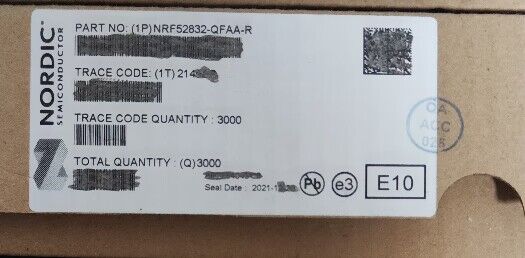 NORDIC
SEMICONDUCTOR
PART NO: (1P) NRF52832-QFAA-R
TRACE CODE: (1T) 214
TRACE CODE QUANTITY : 3000
TOTAL QUANTITY : (Q)3000
Seal Date : 2021-1
Pb
e3
E10
QA
ACC
028